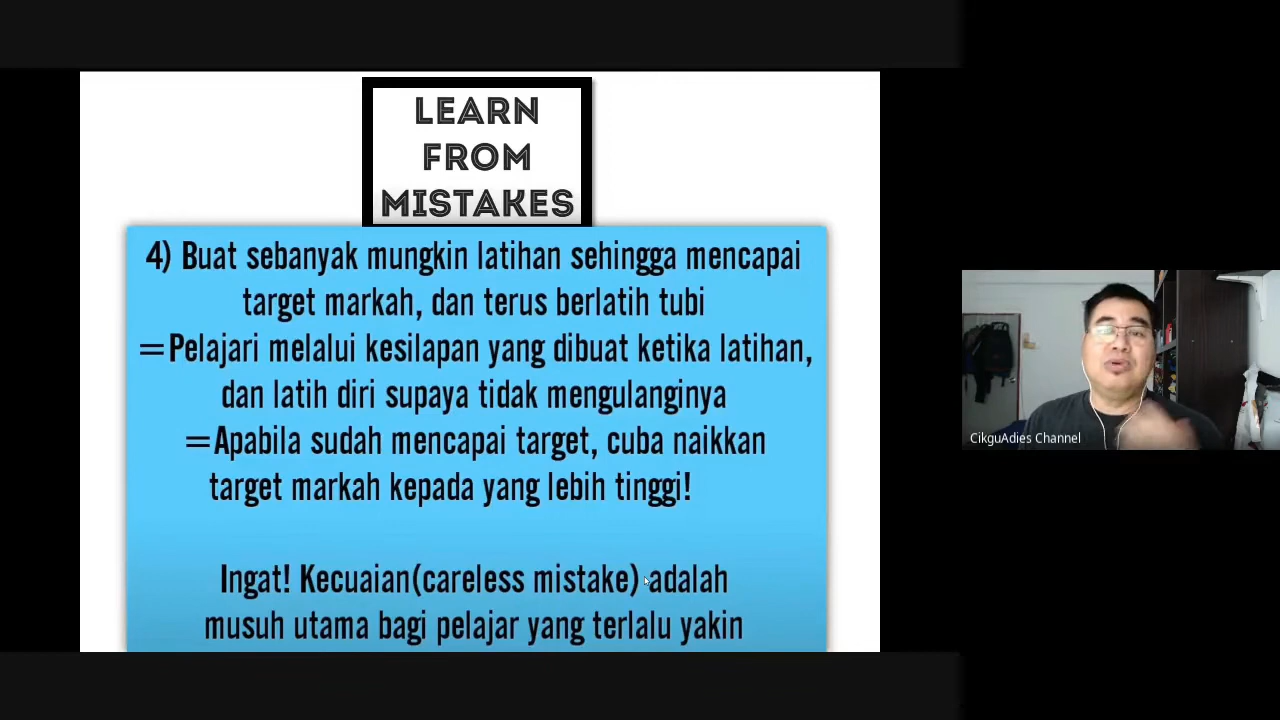 LEARN
FROM
MISTAKES
4) Buat sebanyak mungkin latihan sehingga mencapai
target markah, dan terus berlatih tubi
=Pelajari melalui kesilapan yang dibuat ketika latihan,
dan latih diri supaya tidak mengulanginya
=Apabila sudah mencapai target, cuba naikkan
target markah kepada yang lebih tinggi!
Ingat! Kecuaian(careless mistake) adalah
musuh utama bagi pelajar yang terlalu yakin
CikguAdies Channel